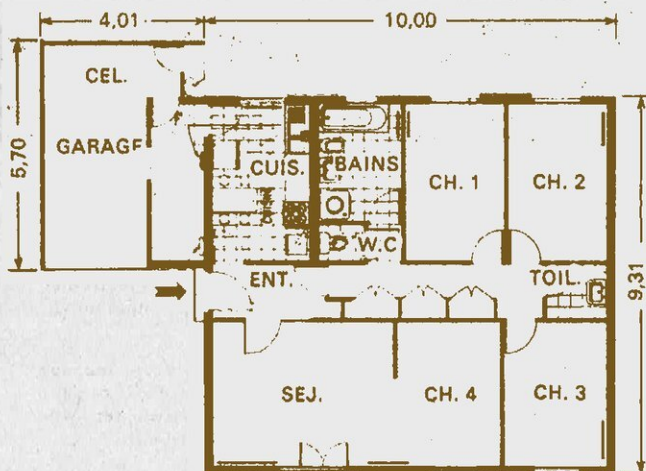 4,01
10,00
CEL.
5,70
GARAGE
CUIS.
BAINS
CH. 1
CH. 2
9,31
W.C
ENT.
TOIL.
SEJ.
CH. 4
CH. 3